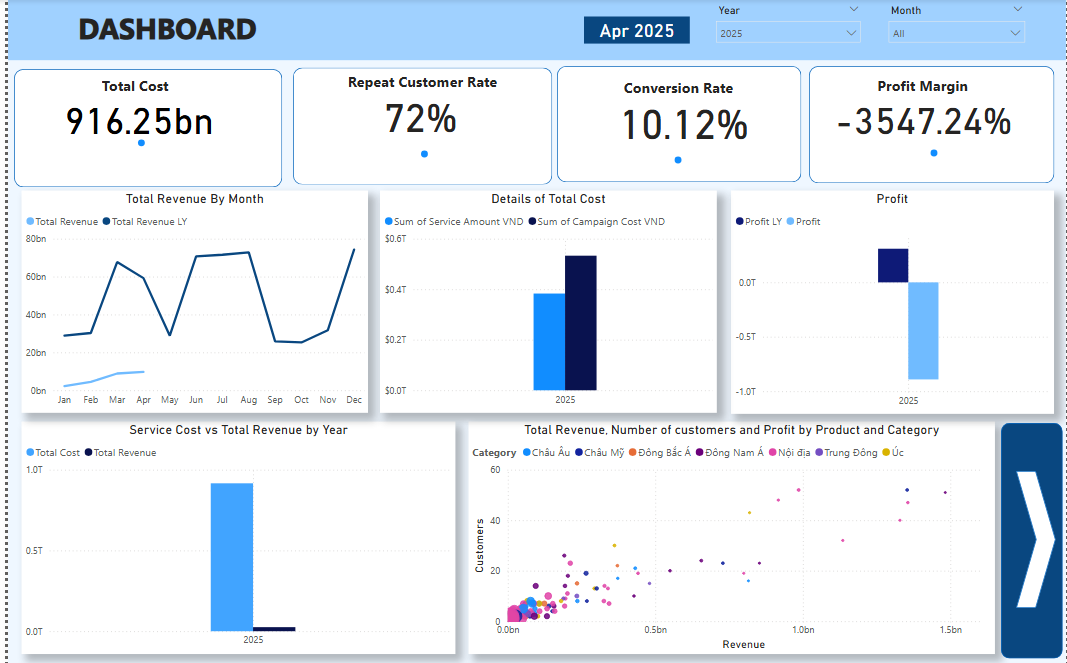 DASHBOARD
Apr 2025
Year
2025
Month
All
Total Cost
916.25bn
Repeat Customer Rate
72%
Conversion Rate
10.12%
Profit Margin
-3547.24%
Total Revenue By Month
Total Revenue Total Revenue LY
80bn
60bn
40bn
20bn
0bn
Jan Feb Mar Apr May Jun Jul Aug Sep Oct Nov Dec
Details of Total Cost
Sum of Service Amount VND Sum of Campaign Cost VND
$0.6T
$0.4T
$0.2T
$0.0T
2025
Profit
Profit LY Profit
0.0T
-0.5T
-1.0T
2025
Service Cost vs Total Revenue by Year
Total Cost Total Revenue
1.0T
0.5T
0.0T
2025
Total Revenue, Number of customers and Profit by Product and Category
Category Châu Âu Châu Mỹ Đông Bắc Á Đông Nam Á Nội địa Trung Đông Úc
Customers
60
40
20
0
0.0bn 0.5bn 1.0bn 1.5bn
Revenue